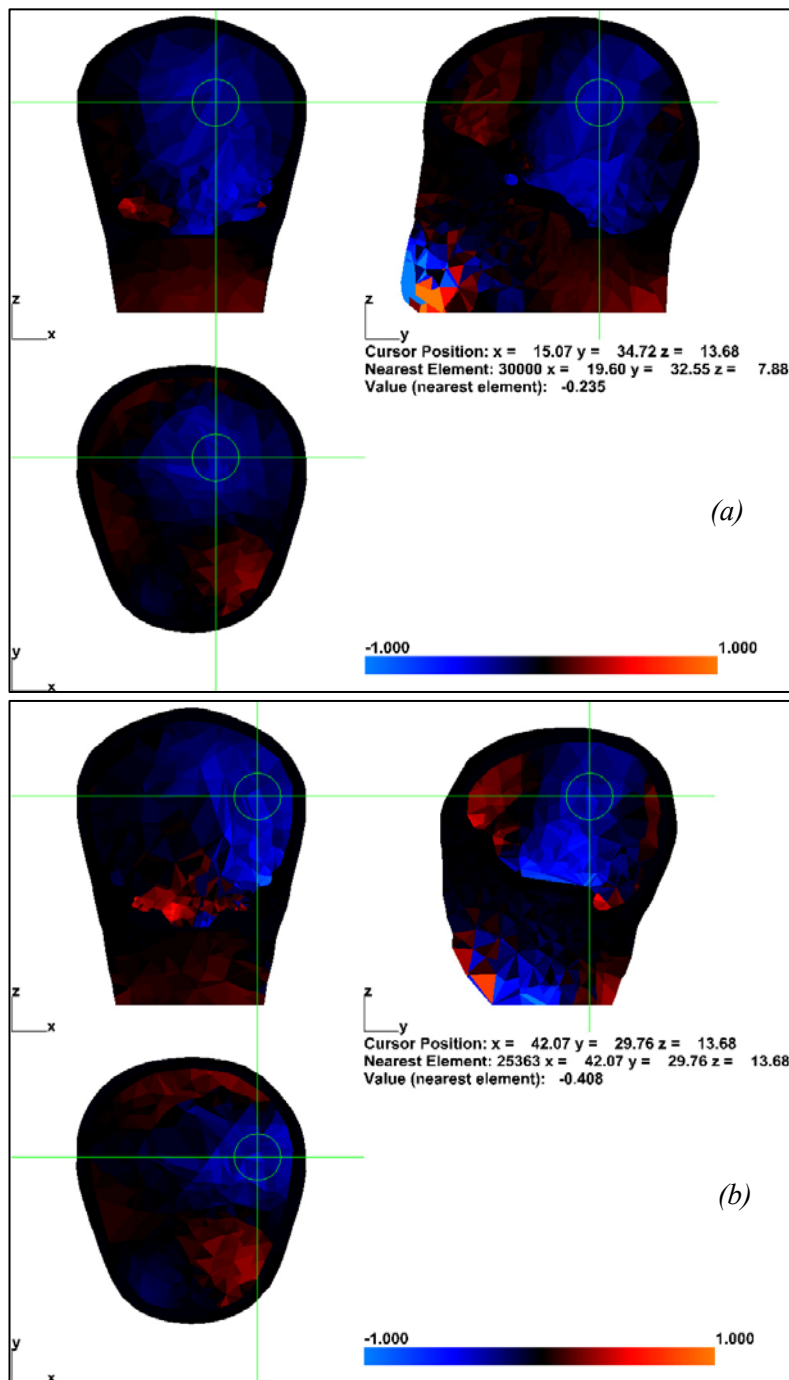 z
x
z
y
Cursor Position: x = 15.07 y = 34.72 z = 13.68
Nearest Element: 30000 x = 19.60 y = 32.55 z = 7.88
Value (nearest element): -0.235
(a)
-1.000 1.000
y
x
z
x
z
y
Cursor Position: x = 42.07 y = 29.76 z = 13.68
Nearest Element: 25363 x = 42.07 y = 29.76 z = 13.68
Value (nearest element): -0.408
(b)
-1.000 1.000
y
x